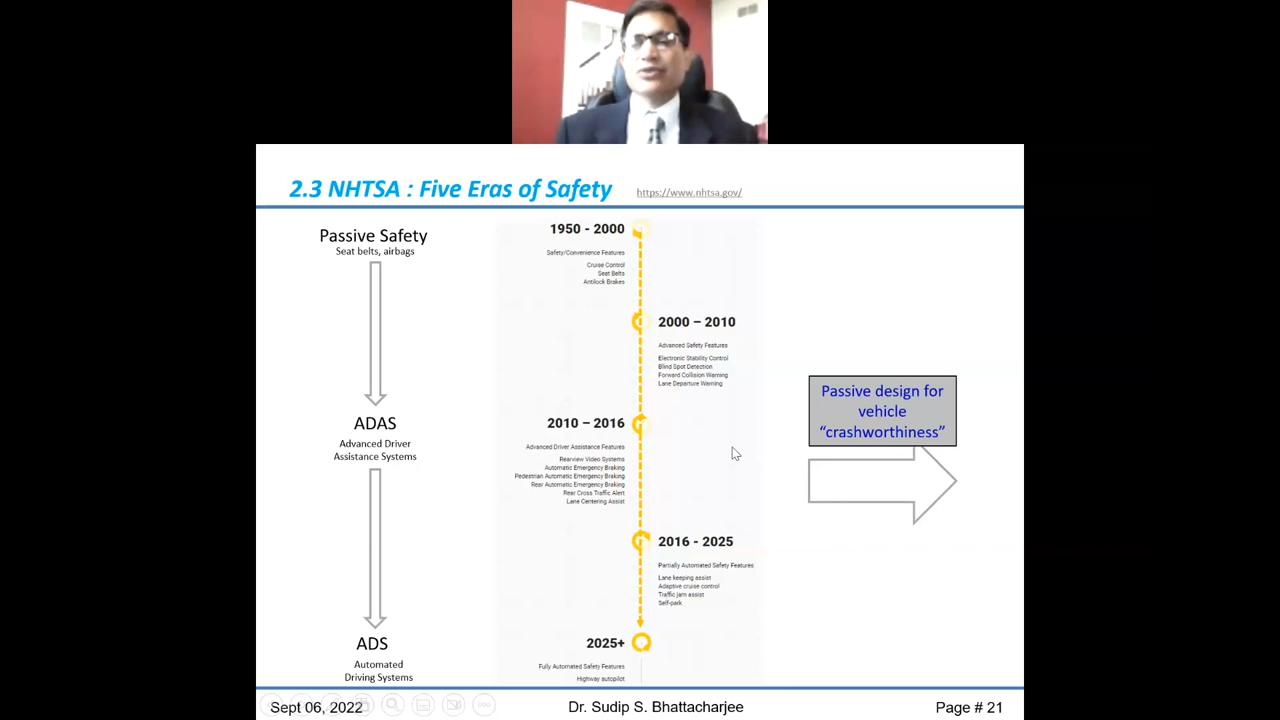 2.3 NHTSA : Five Eras of Safety
https://www.nhtsa.gov/
Passive Safety
Seat belts, airbags
ADAS
Advanced Driver
Assistance Systems
ADS
Automated
Driving Systems
1950 - 2000
Safety/Convenience Features
Cruise Control
Seat Belts
Antilock Brakes
2000 – 2010
Advanced Safety Features
Electronic Stability Control
Blind Spot Detection
Forward Collision Warning
Lane Departure Warning
2010 – 2016
Advanced Driver Assistance Features
Rearview Video Systems
Automatic Emergency Braking
Pedestrian Automatic Emergency Braking
Rear Automatic Emergency Braking
Rear Cross Traffic Alert
Lane Centering Assist
2016 - 2025
Partially Automated Safety Features
Lane keeping assist
Adaptive cruise control
Traffic jam assist
Self-park
2025+
Fully Automated Safety Features
Highway autopilot
Passive design for
vehicle
“crashworthiness”
Sept 06, 2022
Dr. Sudip S. Bhattacharjee
Page # 21